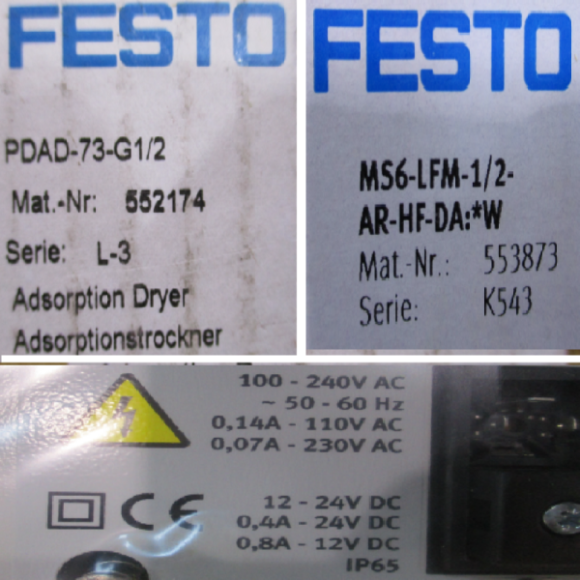 FESTO
PDAD-73-G1/2
Mat.-Nr: 552174
Serie: L-3
Adsorption Dryer
Adsorptionstrockner
FESTO
MS6-LFM-1/2-
AR-HF-DA:*W
Mat.-Nr.: 553873
Serie: K543
100 - 240V AC
~ 50 - 60 Hz
0,14A - 110V AC
0,07A - 230V AC
CE
12 - 24V DC
0,4A - 24V DC
0,8A - 12V DC
IP65